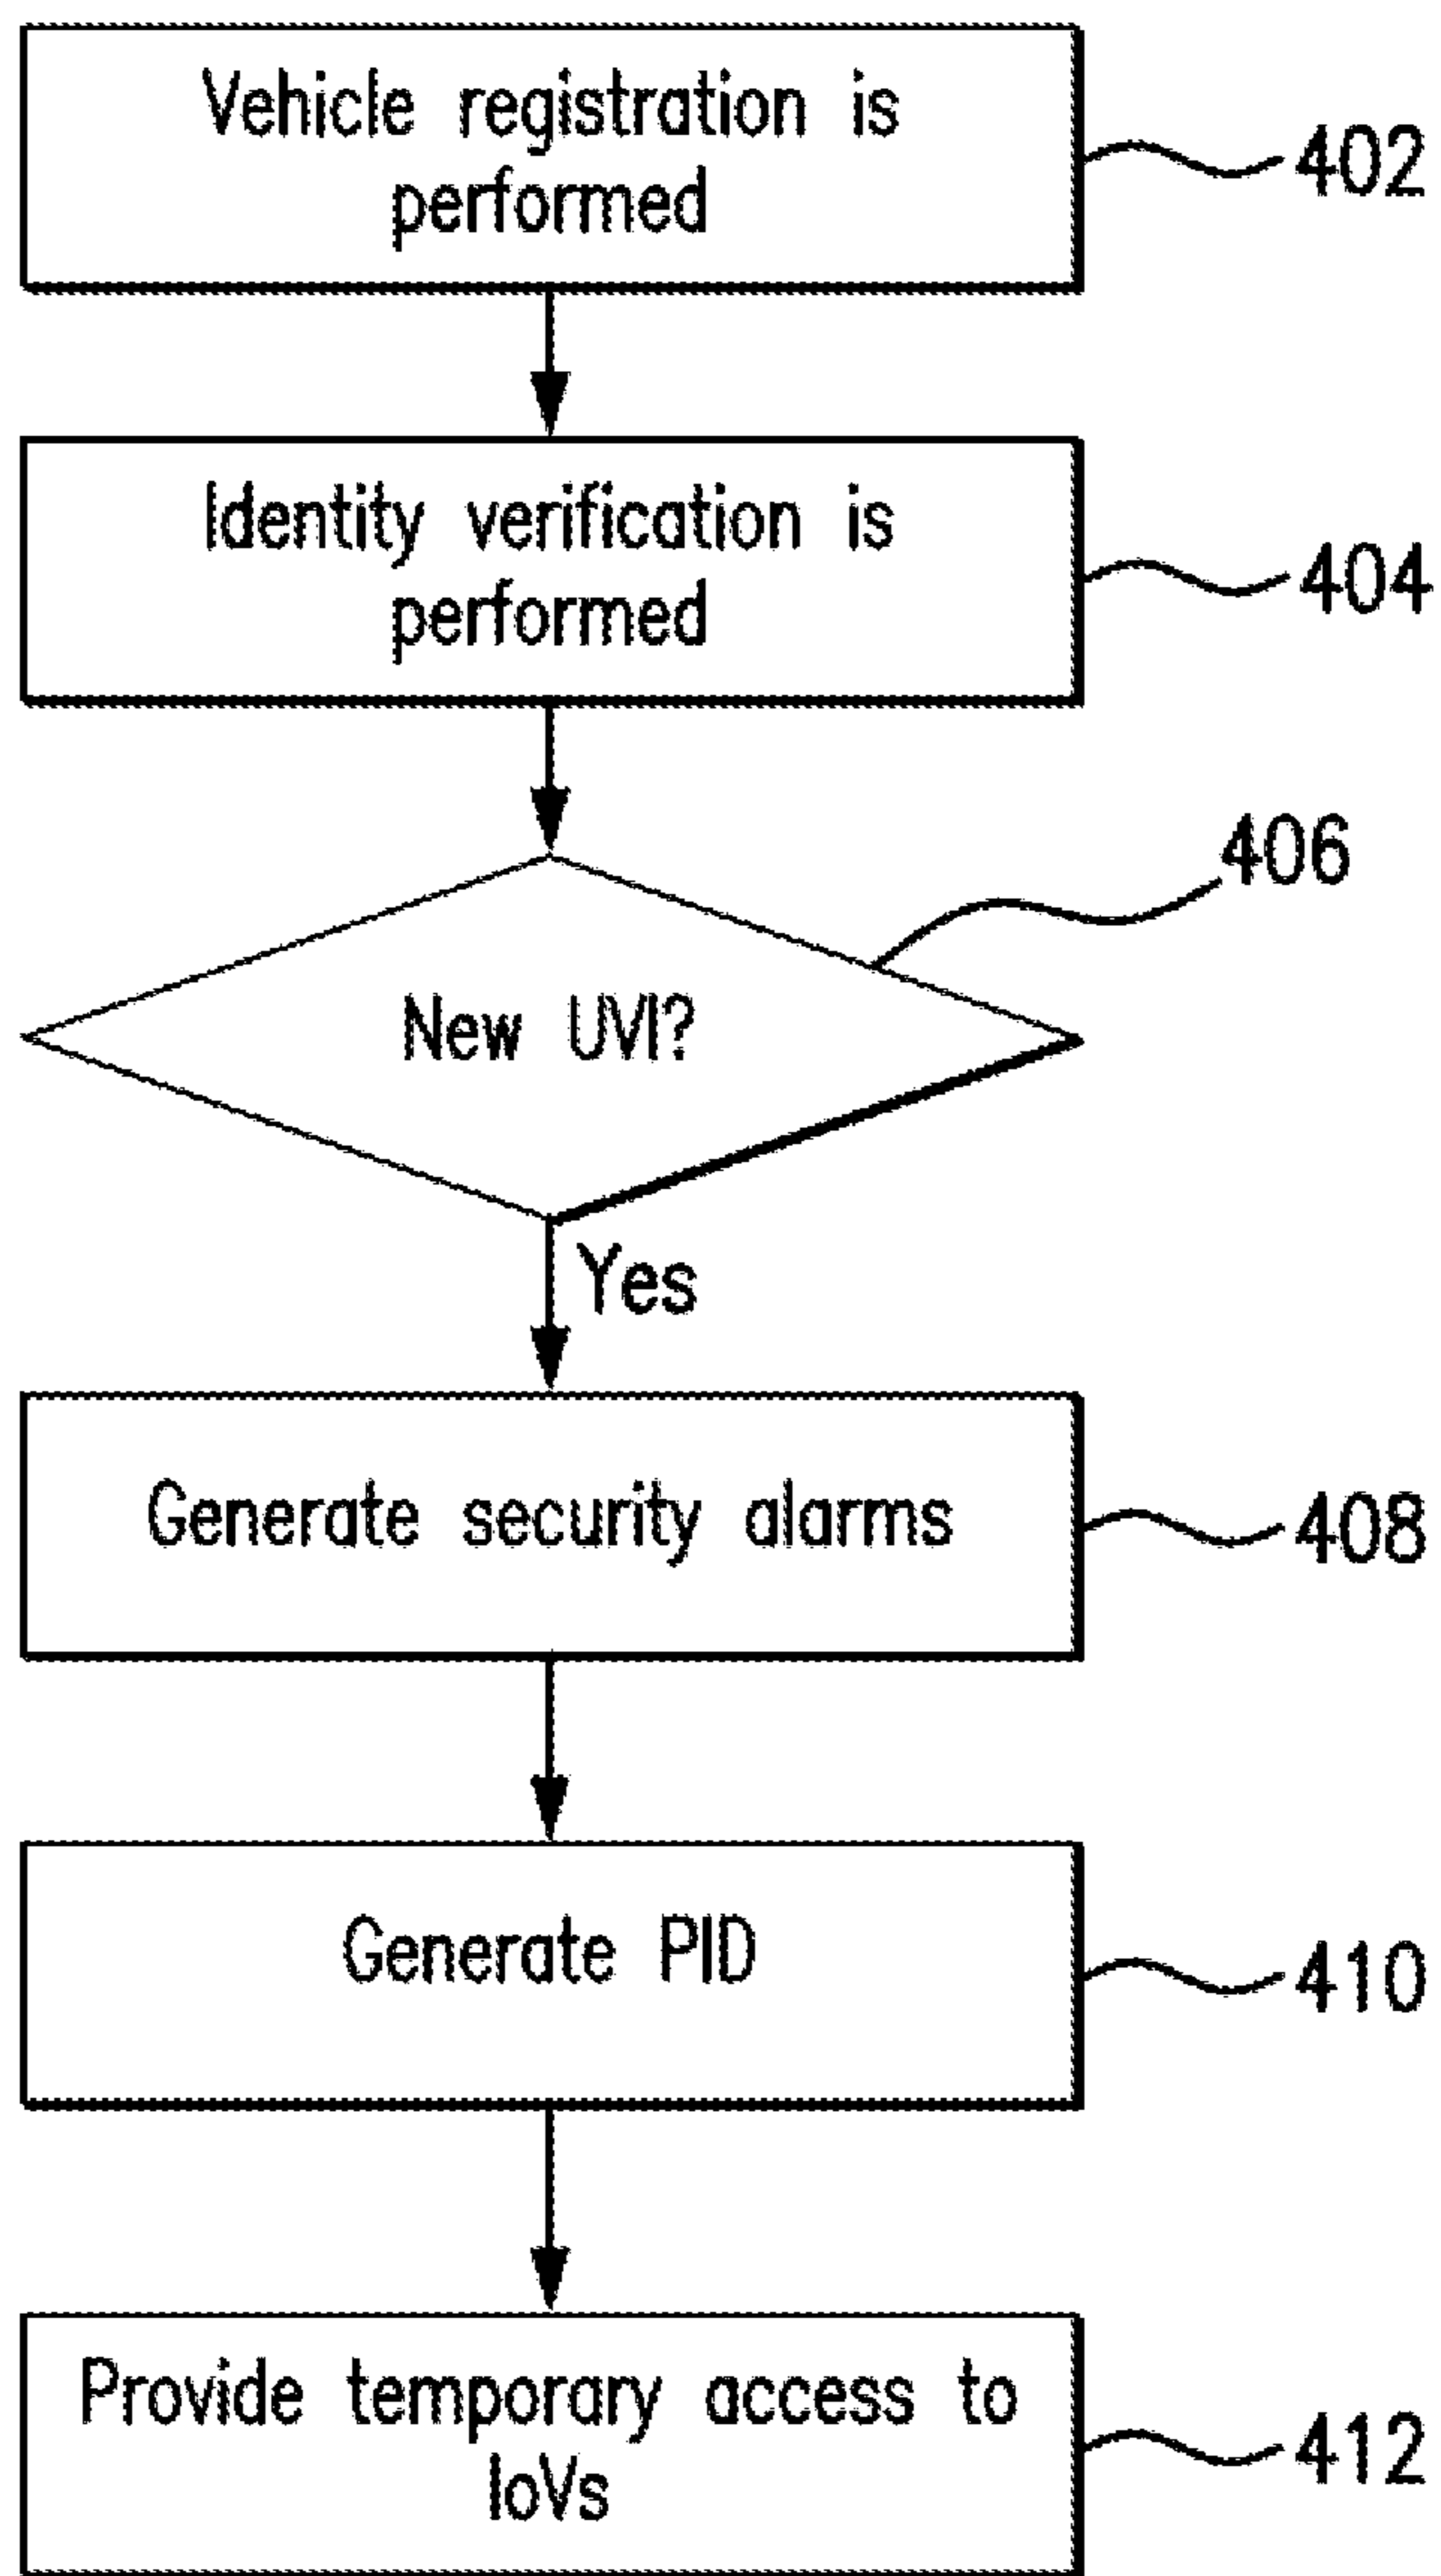 Vehicle registration is
performed
402
Identity verification is
performed
404
406
New UVI?
Yes
Generate security alarms
408
Generate PID
410
Provide temporary access to
IoVs
412